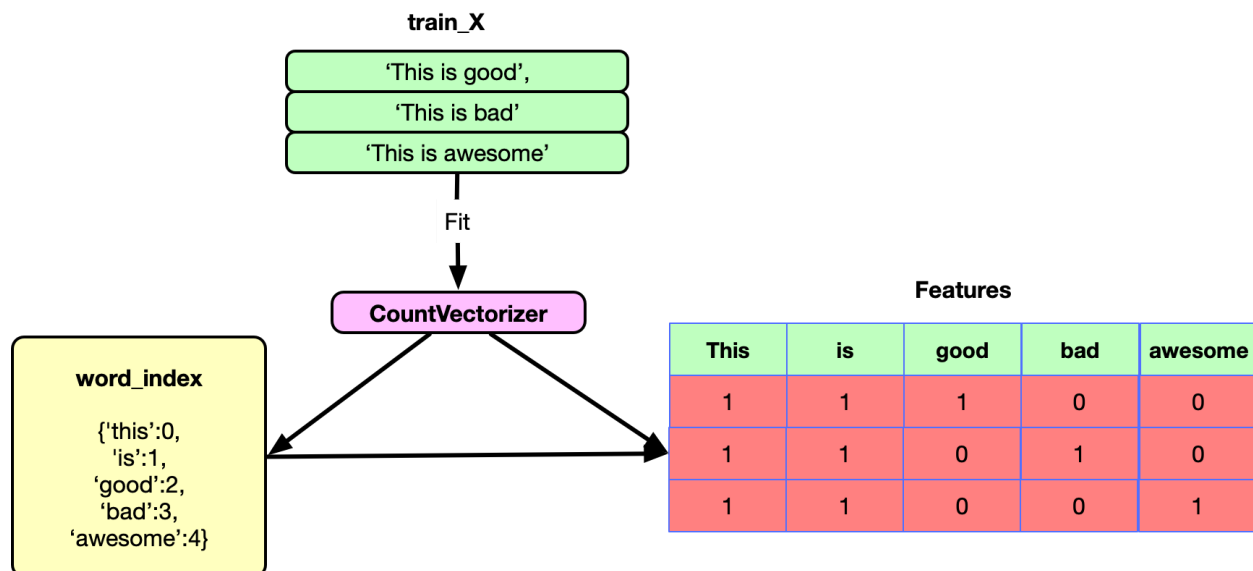 train_X
‘This is good’,
‘This is bad’
‘This is awesome’
Fit
CountVectorizer
word_index
{'this’:0,
'is’:1,
‘good’:2,
‘bad’:3,
‘awesome’:4}
Features
This is good bad awesome
1 1 1 0 0
1 1 0 1 0
1 1 0 0 1